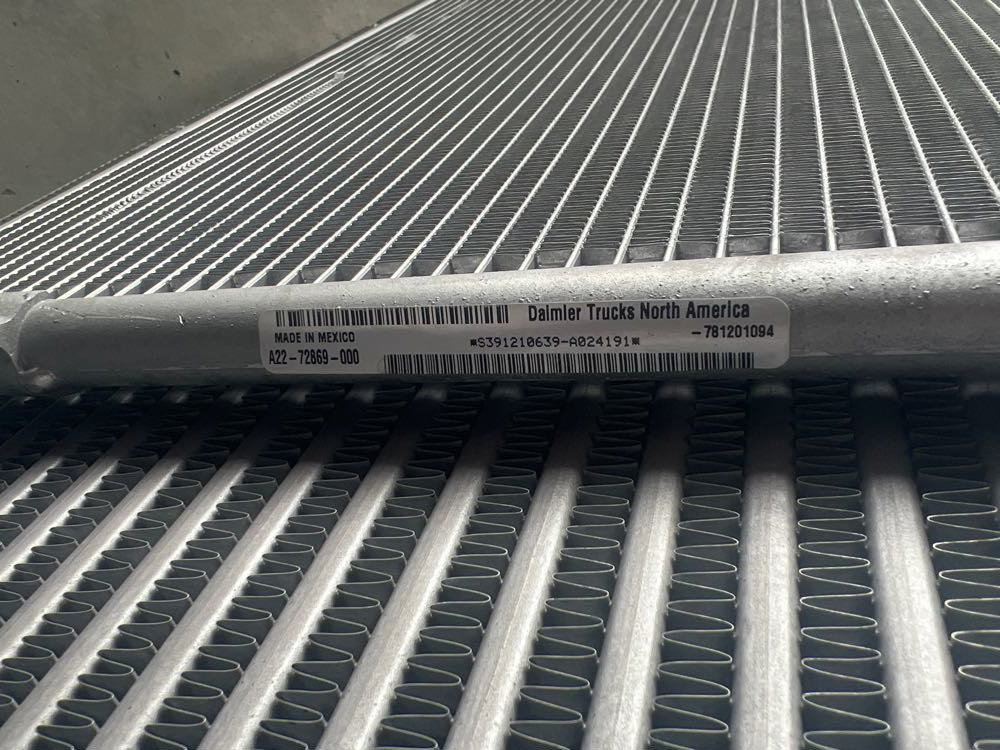 Daimler Trucks North America
MADE IN MEXICO
-781201094
*S391210639-A024191*
A22-72869-000